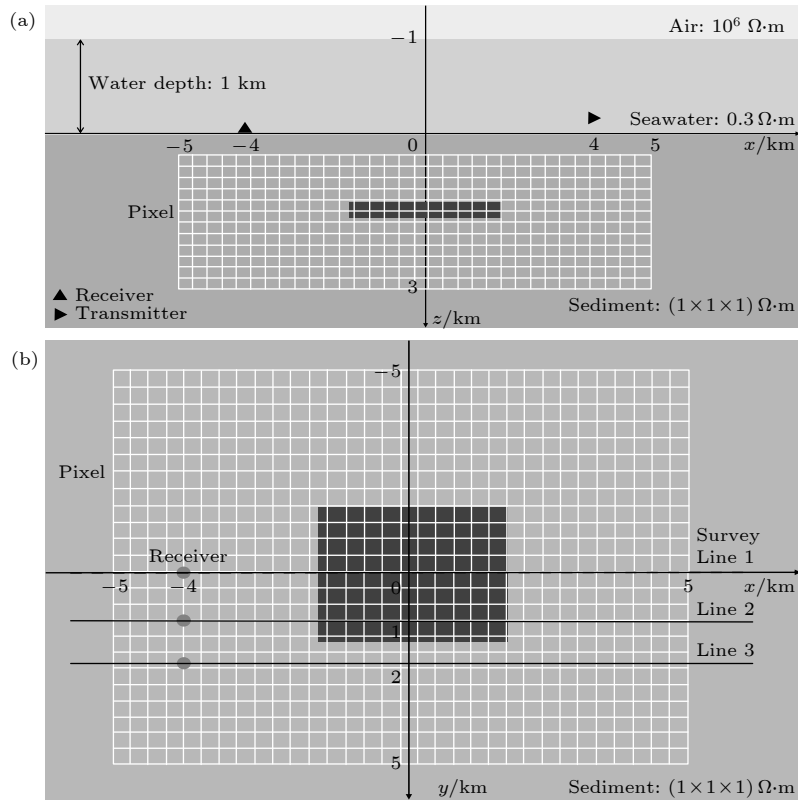 (a)
Air: 10⁶ Ω·m
−1
Water depth: 1 km
Seawater: 0.3 Ω·m
−5
−4
0
4
5
x/km
Pixel
3
Receiver
Transmitter
Sediment: (1×1×1) Ω·m
z/km
(b)
−5
Pixel
Receiver
Survey
Line 1
−5
−4
0
5
x/km
Line 2
1
Line 3
2
5
y/km
Sediment: (1×1×1) Ω·m